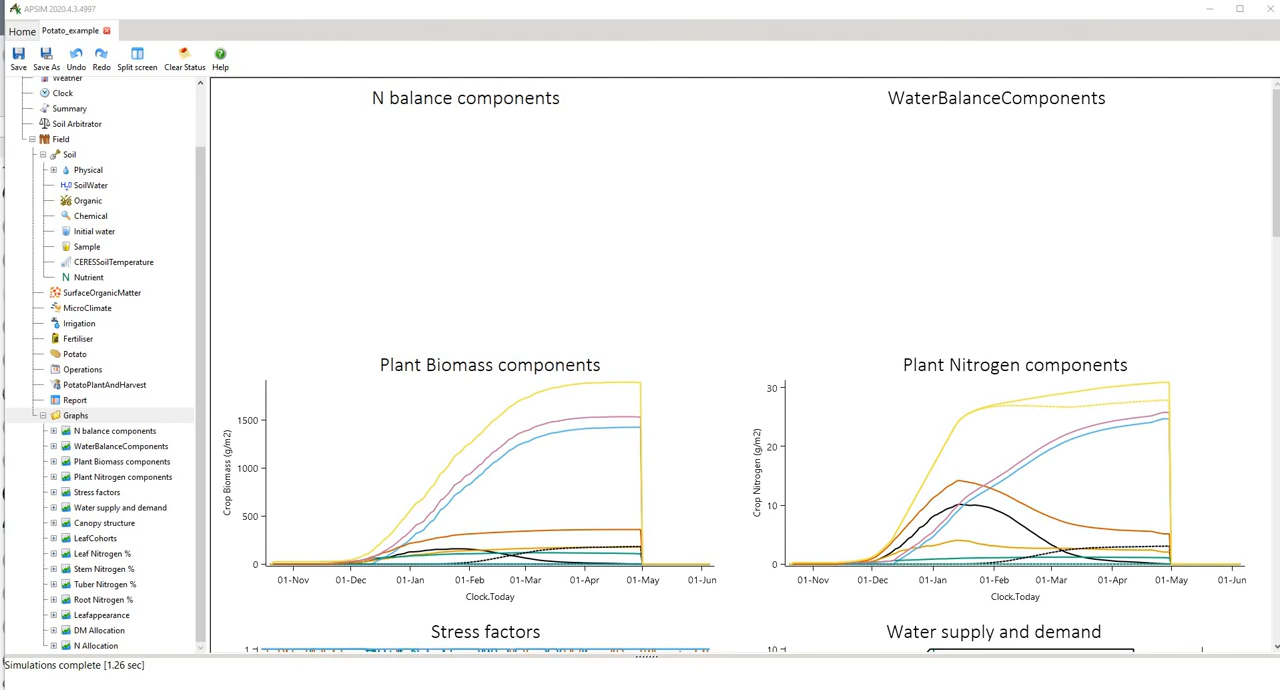 APSIM 2020.4.3.4997
Home Potato_example
Save Save As Undo Redo Split screen Clear Status Help
Weather
Clock
Summary
Soil Arbitrator
Field
Soil
Physical
H₂0 SoilWater
Organic
Chemical
Initial water
Sample
CERESSoilTemperature
N Nutrient
SurfaceOrganicMatter
MicroClimate
Irrigation
Fertiliser
Potato
Operations
PotatoPlantAndHarvest
Report
Graphs
N balance components
WaterBalanceComponents
Plant Biomass components
Plant Nitrogen components
Stress factors
Water supply and demand
Canopy structure
LeafCohorts
Leaf Nitrogen %
Stem Nitrogen %
Tuber Nitrogen %
Root Nitrogen %
Leafappearance
DM Allocation
N Allocation
N balance components
WaterBalanceComponents
Plant Biomass components
Crop Biomass (g/m2)
1500
1000
500
0
01-Nov 01-Dec 01-Jan 01-Feb 01-Mar 01-Apr 01-May 01-Jun
Clock.Today
Plant Nitrogen components
Crop Nitrogen (g/m2)
30
20
10
0
01-Nov 01-Dec 01-Jan 01-Feb 01-Mar 01-Apr 01-May 01-Jun
Clock.Today
Stress factors
1
Water supply and demand
10
Simulations complete [1.26 sec]